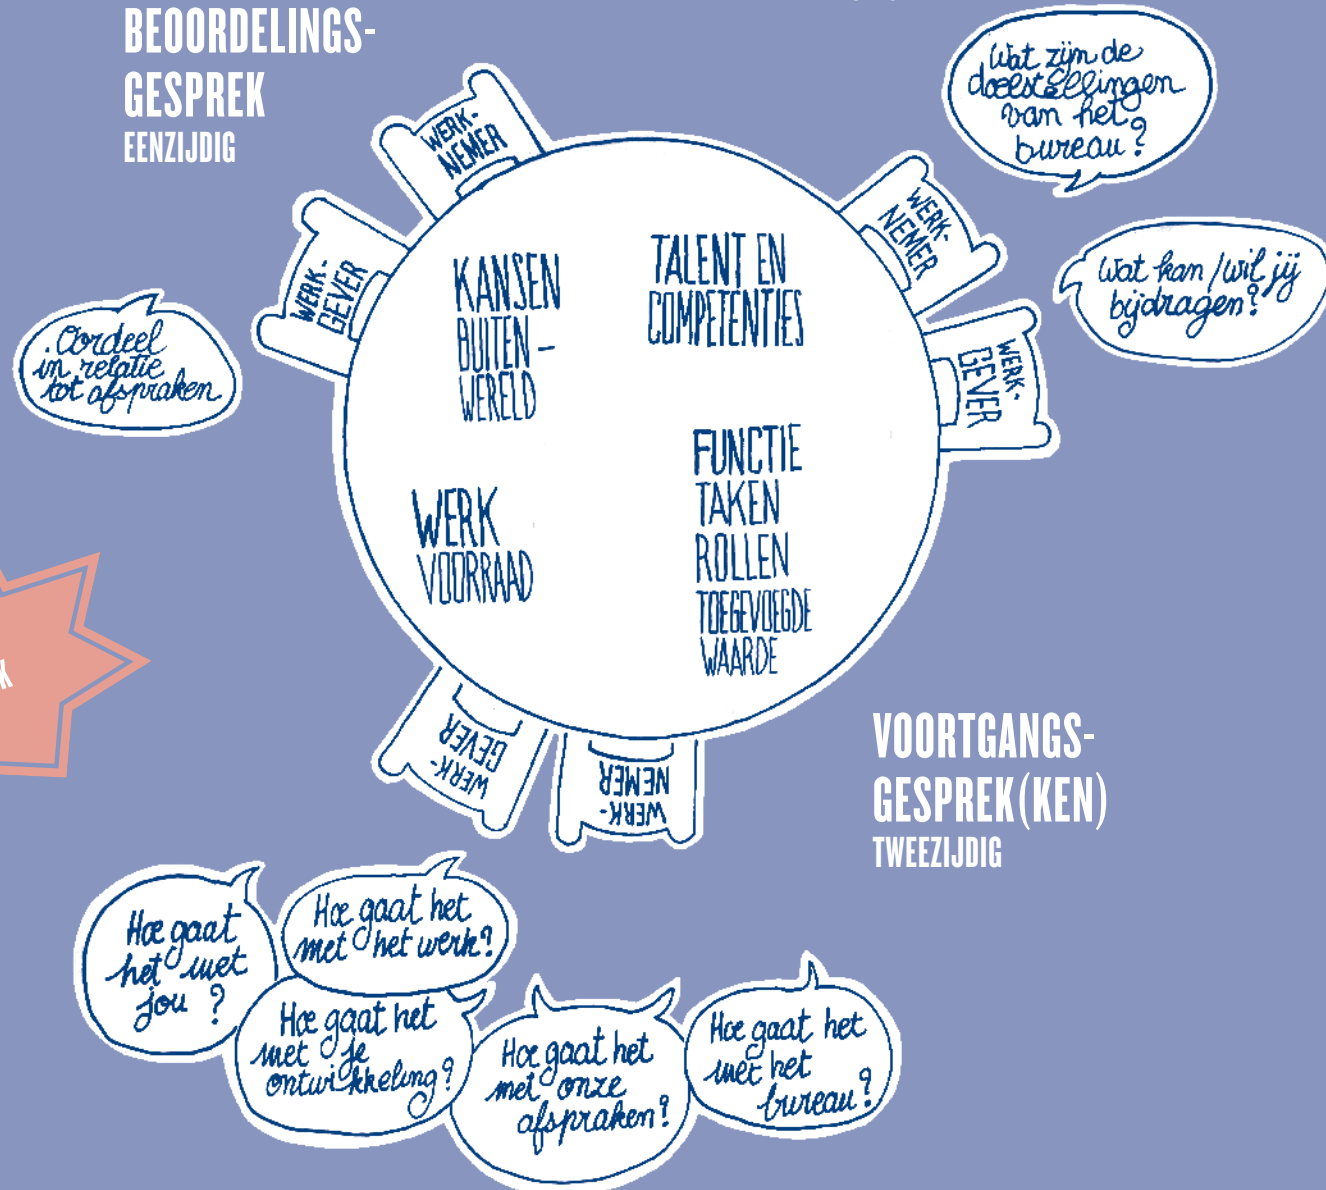 BEOORDELINGS-
GESPREK
EENZIJDIG
Wat zijn de
doelstellingen
van het
bureau?
WERK-
NEMER
WERK-
GEVER
WERK-
NEMER
WERK-
GEVER
Wat kan/wil jij
bijdragen?
Oordeel
in relatie
tot afspraken
KANSEN
BUITEN-
WERELD
TALENT EN
COMPETENTIES
WERK
VOORRAAD
FUNCTIE
TAKEN
ROLLEN
TOEGEVOEGDE
WAARDE
K
WERK-
GEVER
WERK-
NEMER
VOORTGANGS-
GESPREK(KEN)
TWEEZIJDIG
Hoe gaat
het met
jou?
Hoe gaat het
met het werk?
Hoe gaat het
met je
ontwikkeling?
Hoe gaat het
met onze
afspraken?
Hoe gaat het
met het
bureau?